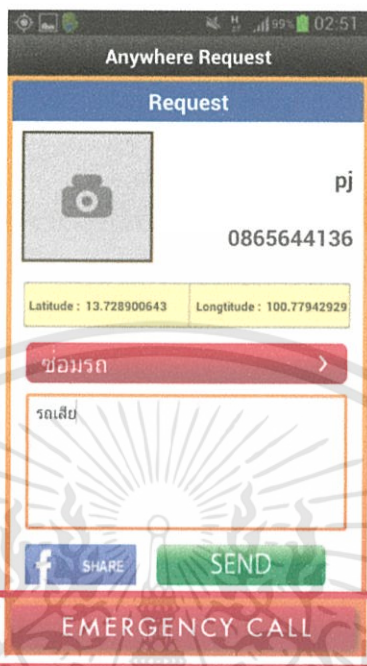 H 99% 02:51
Anywhere Request
Request
pj
0865644136
Latitude : 13.728900643 Longtitude : 100.77942929
ซ่อมรถ
รถเสีย
f SHARE SEND
EMERGENCY CALL